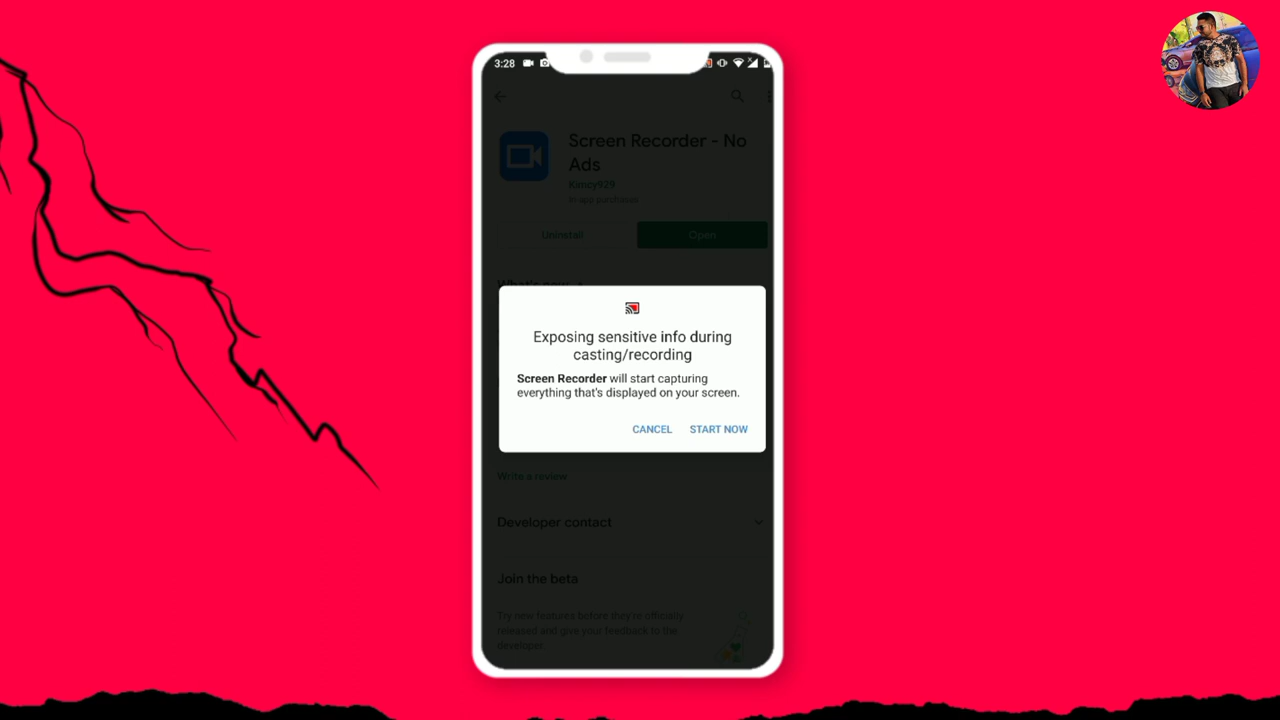 3:28
Screen Recorder - No
Ads
Kimcy929
In-app purchases
Uninstall
Open
What's new
Exposing sensitive info during
casting/recording
Screen Recorder will start capturing
everything that's displayed on your screen.
CANCEL
START NOW
Write a review
Developer contact
Join the beta
Try new features before they're officially
released and give your feedback to the
developer.